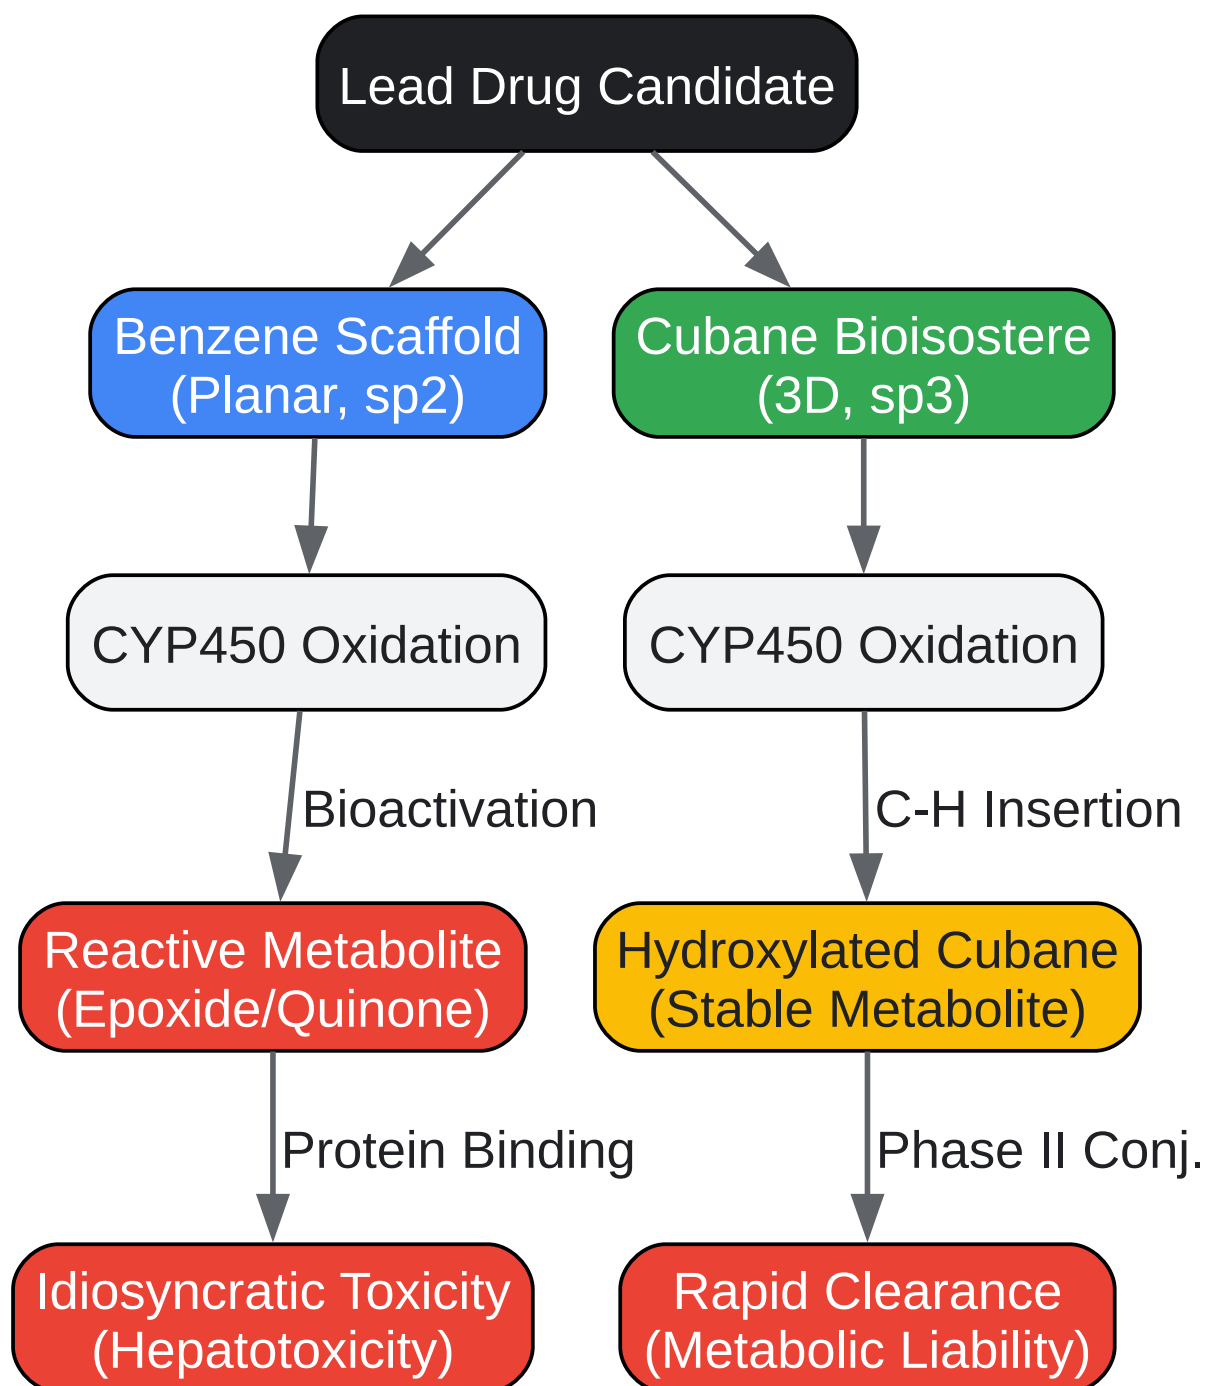 Lead Drug Candidate
Benzene Scaffold
(Planar, sp2)
Cubane Bioisostere
(3D, sp3)
CYP450 Oxidation
CYP450 Oxidation
Bioactivation
C-H Insertion
Reactive Metabolite
(Epoxide/Quinone)
Hydroxylated Cubane
(Stable Metabolite)
Protein Binding
Phase II Conj.
Idiosyncratic Toxicity
(Hepatotoxicity)
Rapid Clearance
(Metabolic Liability)